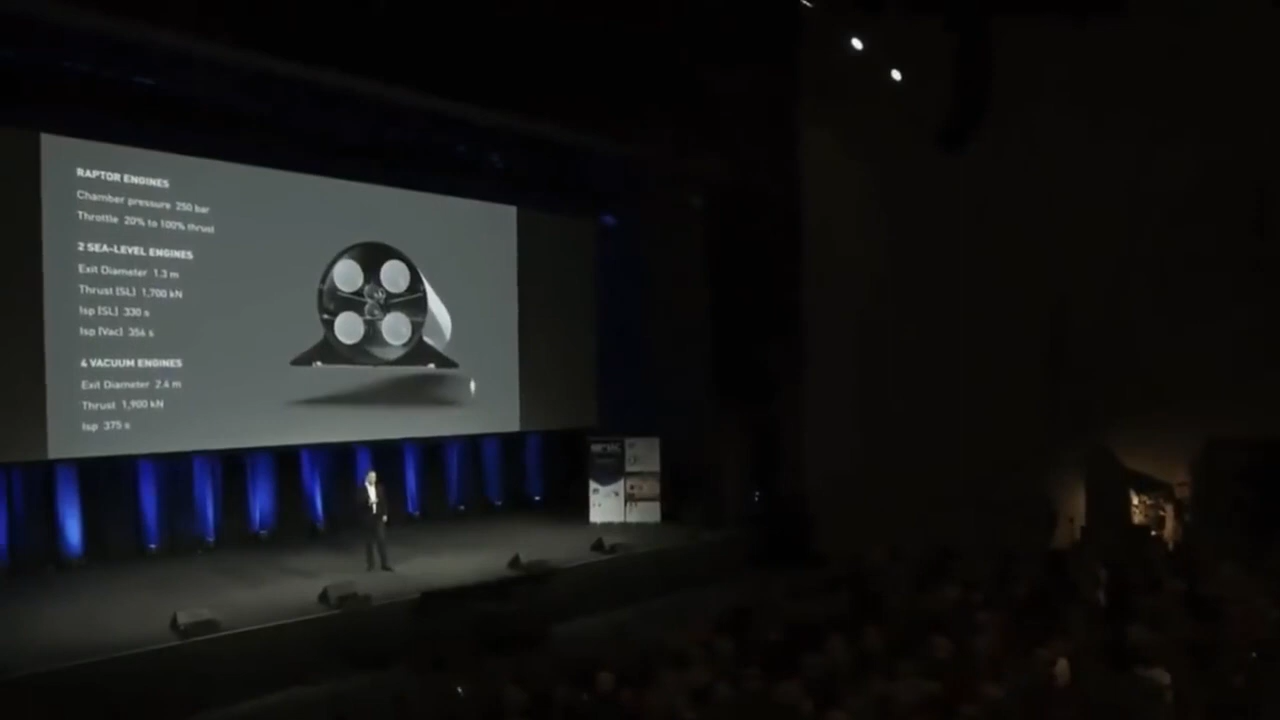 RAPTOR ENGINES
Chamber pressure 250 bar
Throttle 20% to 100% thrust
2 SEA-LEVEL ENGINES
Exit Diameter 1.3 m
Thrust (SL) 1,700 kN
Isp (SL) 330 s
Isp (Vac) 356 s
4 VACUUM ENGINES
Exit Diameter 2.4 m
Thrust 1,900 kN
Isp 375 s